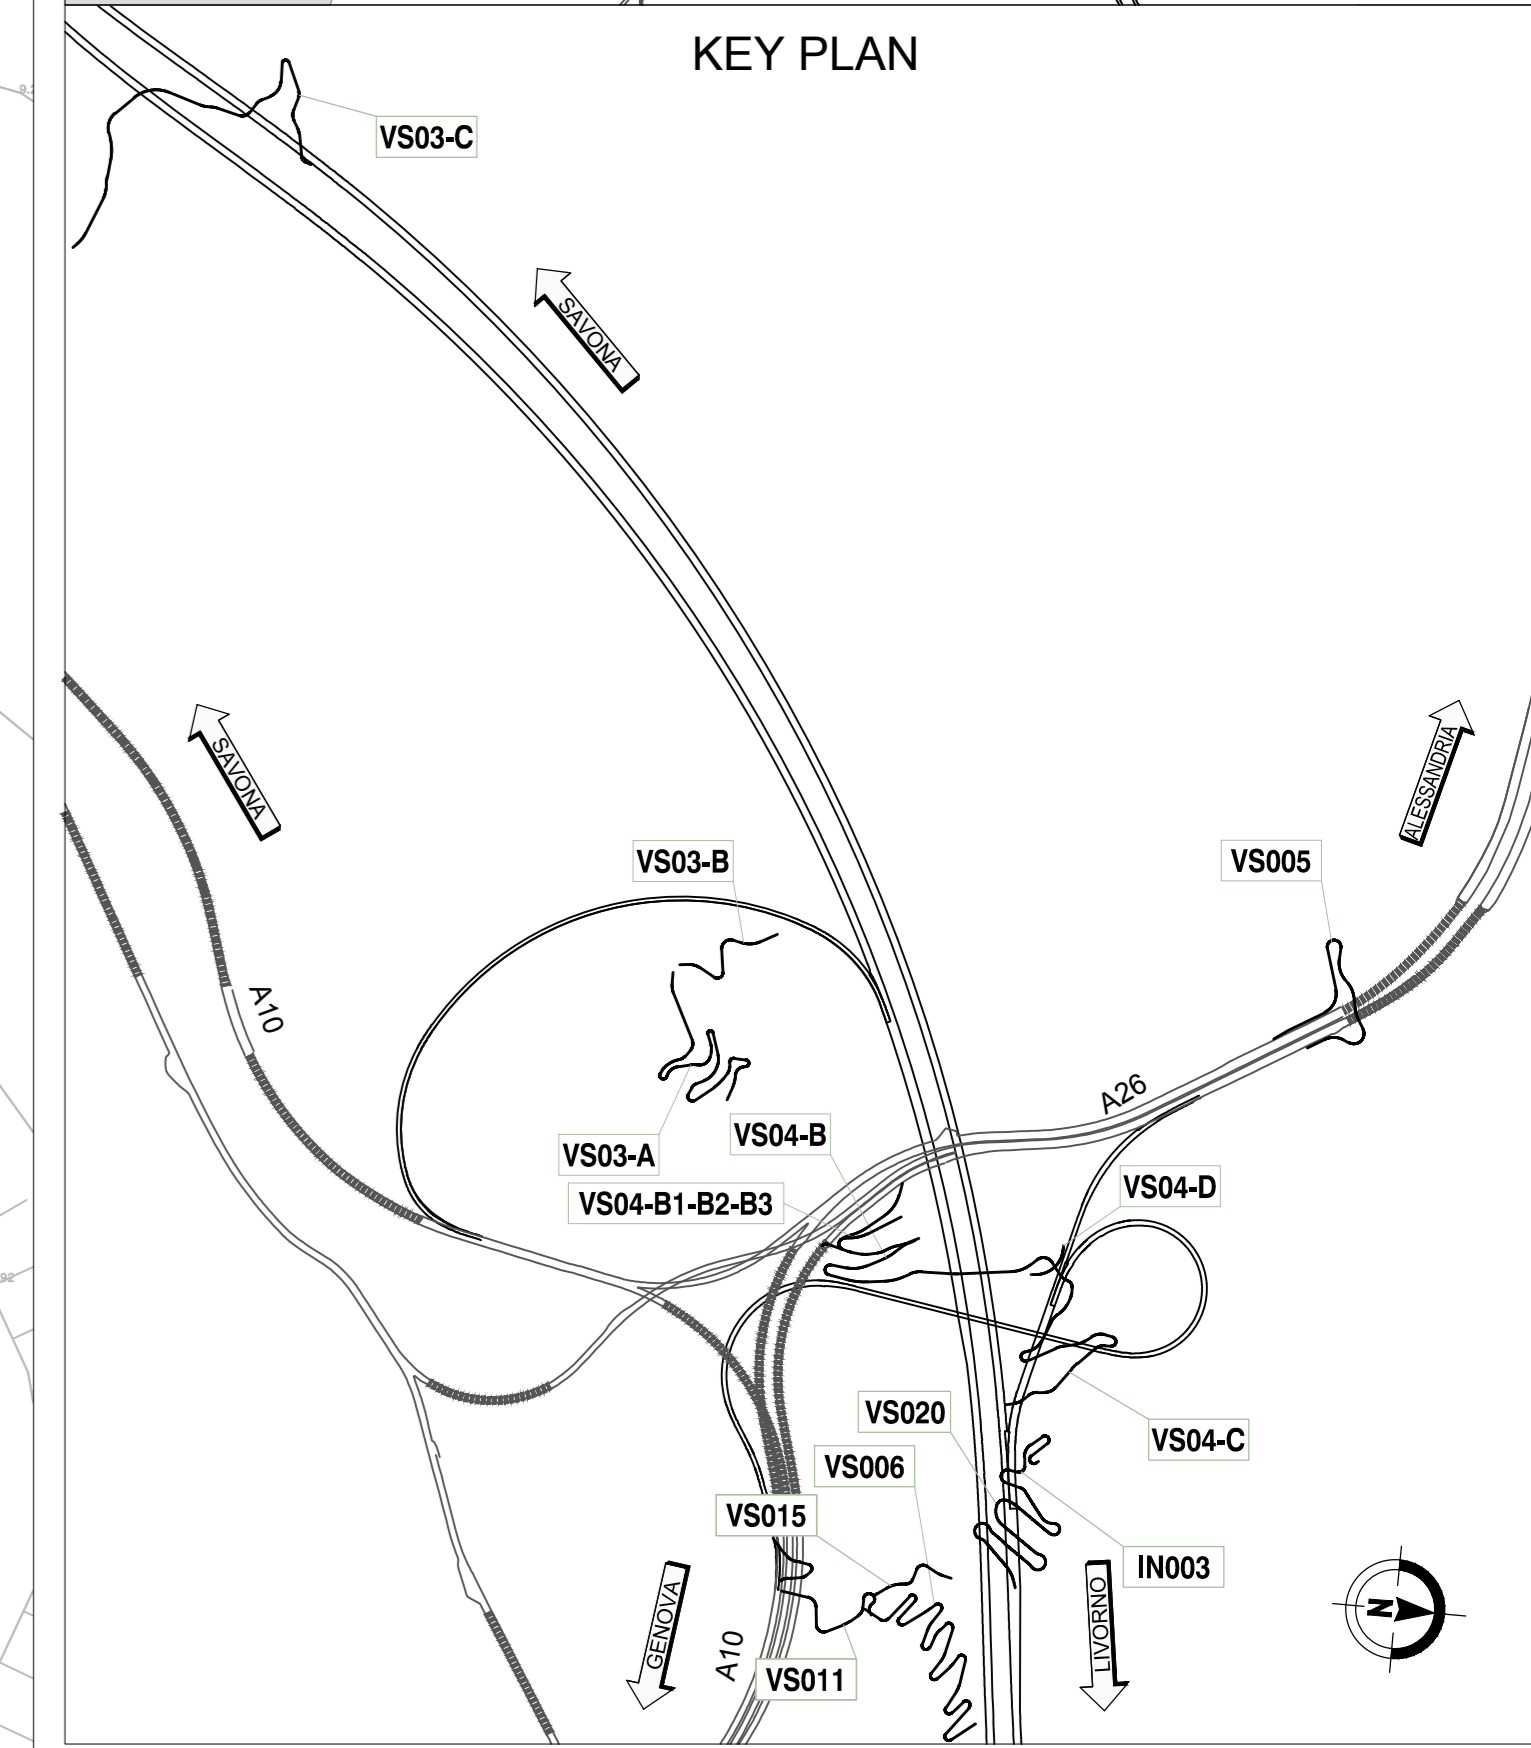 KEY PLAN
VS03-C
SAVONA
SAVONA
ALESSANDRIA
VS03-B
VS005
A10
A26
VS04-B
VS03-A
VS04-D
VS04-B1-B2-B3
VS020
VS04-C
VS006
VS015
IN003
GENOVA
LIVORNO
N
A10
VS011
92